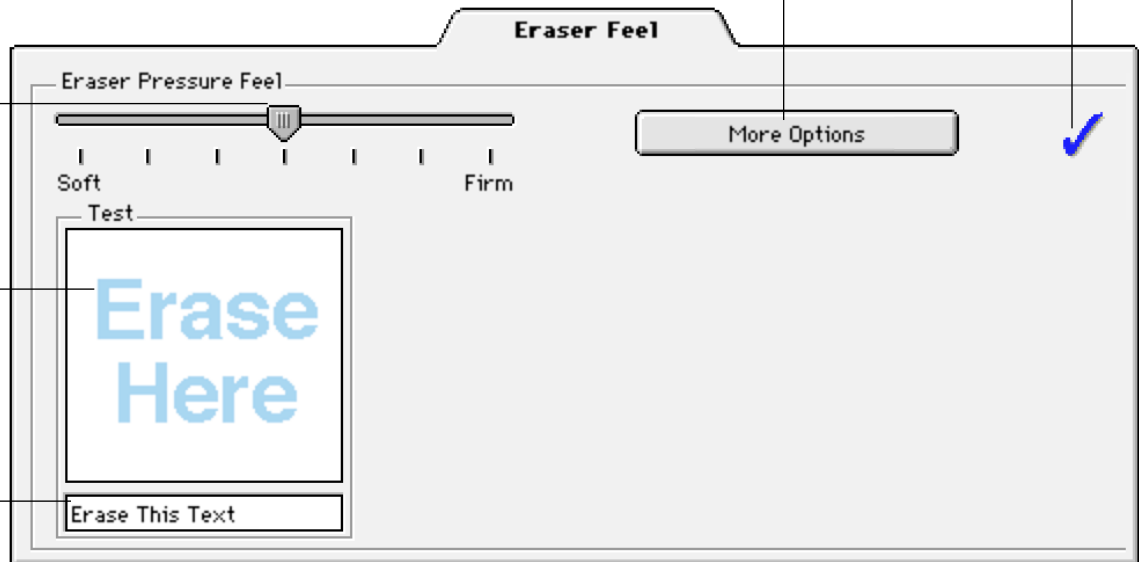 Eraser Feel
Eraser Pressure Feel
More Options
Soft
Firm
Test
Erase
Here
Erase This Text